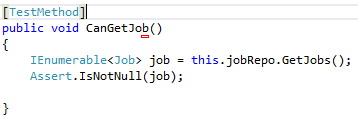 [TestMethod]
public void CanGetJob()
{
    IEnumerable<Job> job = this.jobRepo.GetJobs();
    Assert.IsNotNull(job);
}